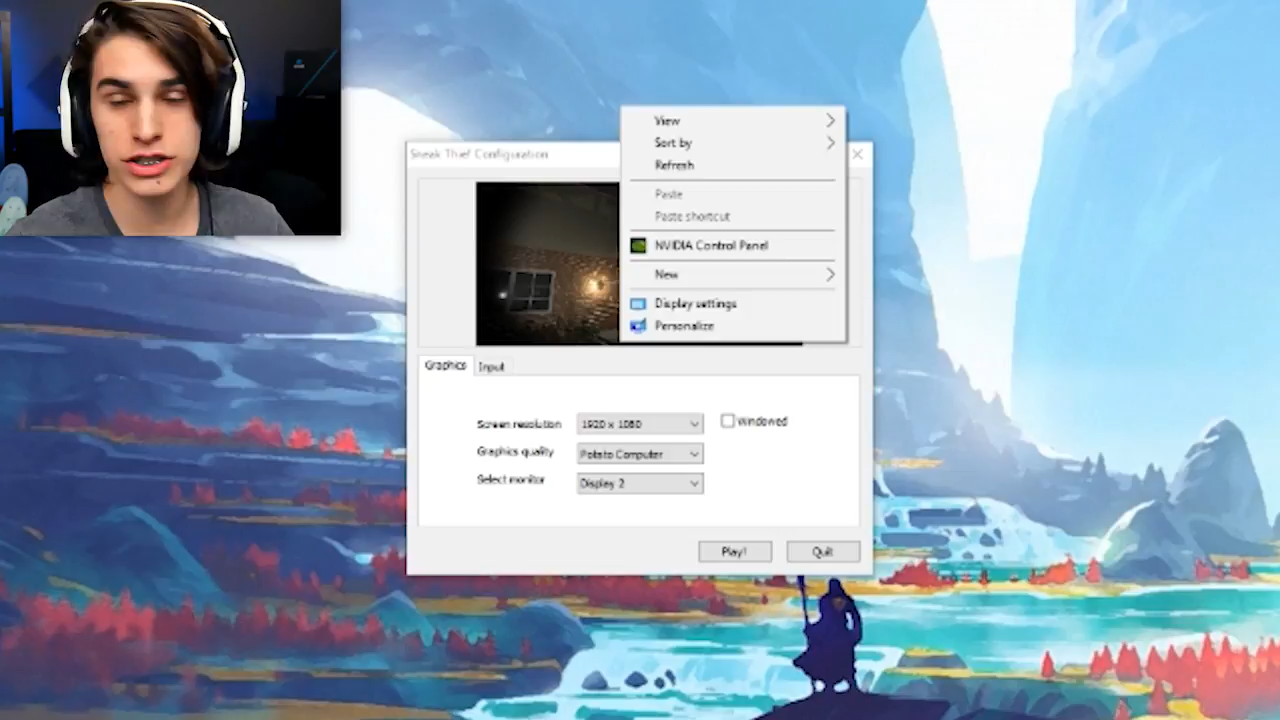 Sneak Thief Configuration
View
Sort by
Refresh
Paste
Paste shortcut
NVIDIA Control Panel
New
Display settings
Personalize
Graphics
Input
Screen resolution
1920 x 1080
Windowed
Graphics quality
Potato Computer
Select monitor
Display 2
Play!
Quit